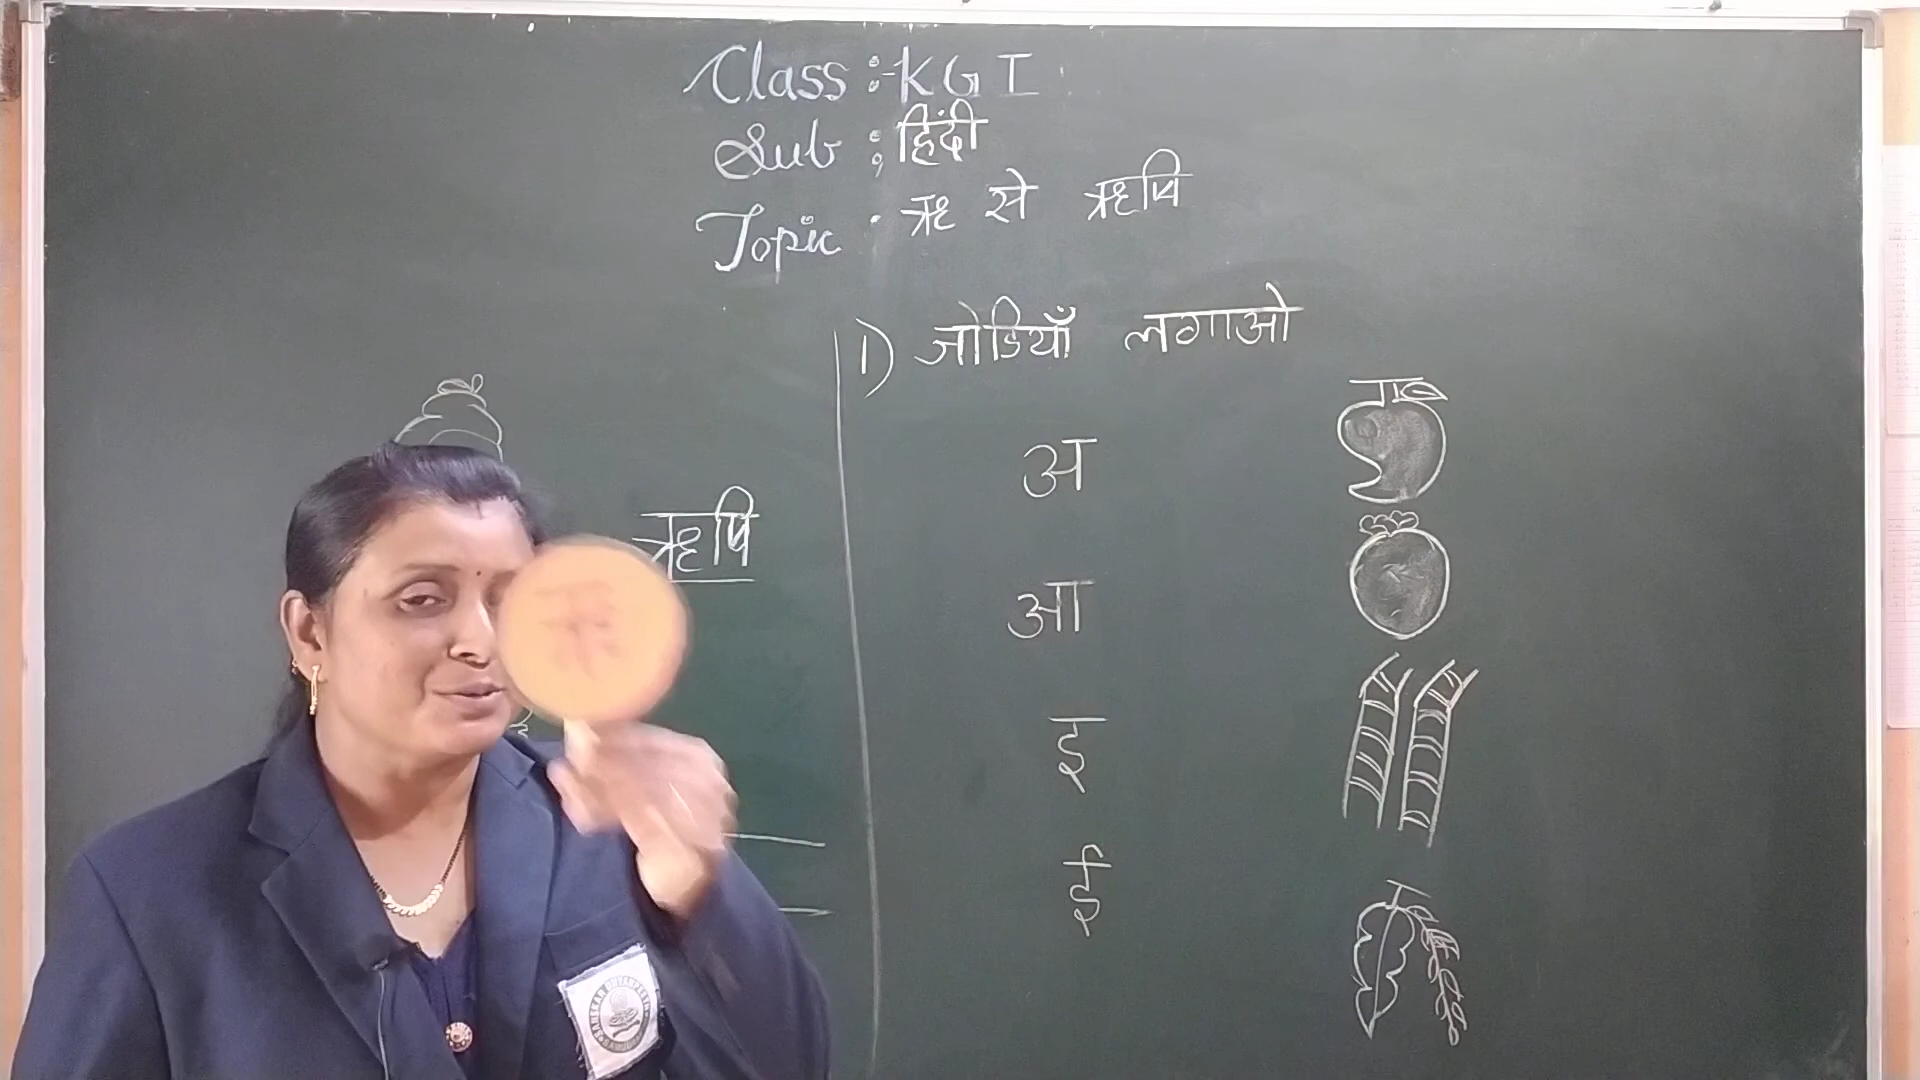 Class :- KG I
Sub : हिंदी
Topic : ऋ से ऋषि
ऋषि
1) जोडियाँ लगाओ
अ
आ
इ
ई